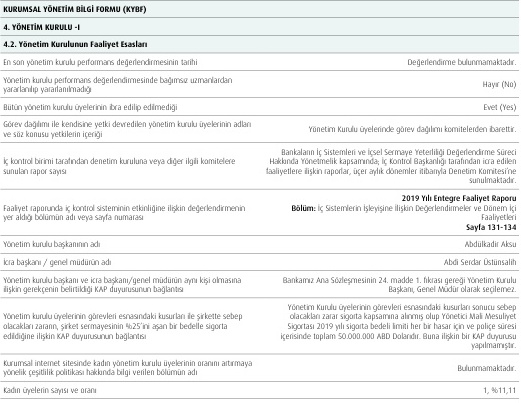 KURUMSAL YÖNETİM BİLGİ FORMU (KYBF)
4. YÖNETİM KURULU -I
4.2. Yönetim Kurulunun Faaliyet Esasları
En son yönetim kurulu performans değerlendirmesinin tarihi
Değerlendirme bulunmamaktadır.
Yönetim kurulu performans değerlendirmesinde bağımsız uzmanlardan
yararlanılıp yararlanılmadığı
Hayır (No)
Bütün yönetim kurulu üyelerinin ibra edilip edilmediği
Evet (Yes)
Görev dağılımı ile kendisine yetki devredilen yönetim kurulu üyelerinin adları
ve söz konusu yetkilerin içeriği
Yönetim Kurulu üyelerinde görev dağılımı komitelerden ibarettir.
İç kontrol birimi tarafından denetim kuruluna veya diğer ilgili komitelere
sunulan rapor sayısı
Bankaların İç Sistemleri ve İçsel Sermaye Yeterliliği Değerlendirme Süreci
Hakkında Yönetmelik kapsamında; İç Kontrol Başkanlığı tarafından icra edilen
faaliyetlere ilişkin raporlar, üçer aylık dönemler itibarıyla Denetim Komitesi'ne
sunulmaktadır.
Faaliyet raporunda iç kontrol sisteminin etkinliğine ilişkin değerlendirmenin
yer aldığı bölümün adı veya sayfa numarası
2019 Yılı Entegre Faaliyet Raporu
Bölüm: İç Sistemlerin İşleyişine İlişkin Değerlendirmeler ve Dönem İçi
Faaliyetleri
Sayfa 131-134
Yönetim kurulu başkanının adı
Abdülkadir Aksu
İcra başkanı / genel müdürün adı
Abdi Serdar Üstünsalih
Yönetim kurulu başkanı ve icra başkanı/genel müdürün aynı kişi olmasına
ilişkin gerekçenin belirtildiği KAP duyurusunun bağlantısı
Bankamız Ana Sözleşmesinin 24. madde 1. fıkrası gereği Yönetim Kurulu
Başkanı, Genel Müdür olarak seçilemez.
Yönetim kurulu üyelerinin görevleri esnasındaki kusurları ile şirkette sebep
olacakları zararın, şirket sermayesinin %25'ini aşan bir bedelle sigorta
edildiğine ilişkin KAP duyurusunun bağlantısı
Yönetim Kurulu üyelerinin görevleri esnasındaki kusurları sonucu sebep
olacakları zarar sigorta kapsamına alınmış olup Yönetici Mali Mesuliyet
Sigortası 2019 yılı sigorta bedeli limiti her bir hasar için ve poliçe süresi
içerisinde toplam 50.000.000 ABD Dolarıdır. Buna ilişkin bir KAP duyurusu
yapılmamıştır.
Kurumsal internet sitesinde kadın yönetim kurulu üyelerinin oranını artırmaya
yönelik çeşitlilik politikası hakkında bilgi verilen bölümün adı
Bulunmamaktadır.
Kadın üyelerin sayısı ve oranı
1, %11,11